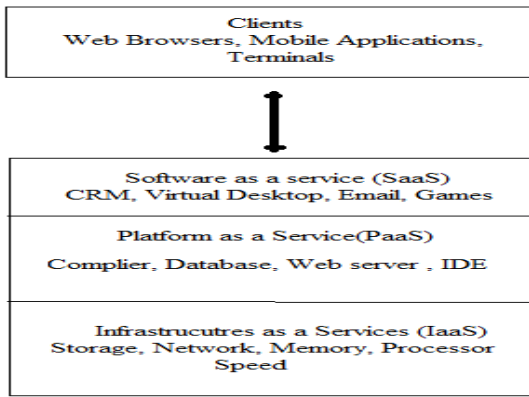 Clients
Web Browsers, Mobile Applications,
Terminals
Software as a service (SaaS)
CRM, Virtual Desktop, Email, Games
Platform as a Service(PaaS)
Complier, Database, Web server , IDE
Infrastrucutres as a Services (IaaS)
Storage, Network, Memory, Processor
Speed